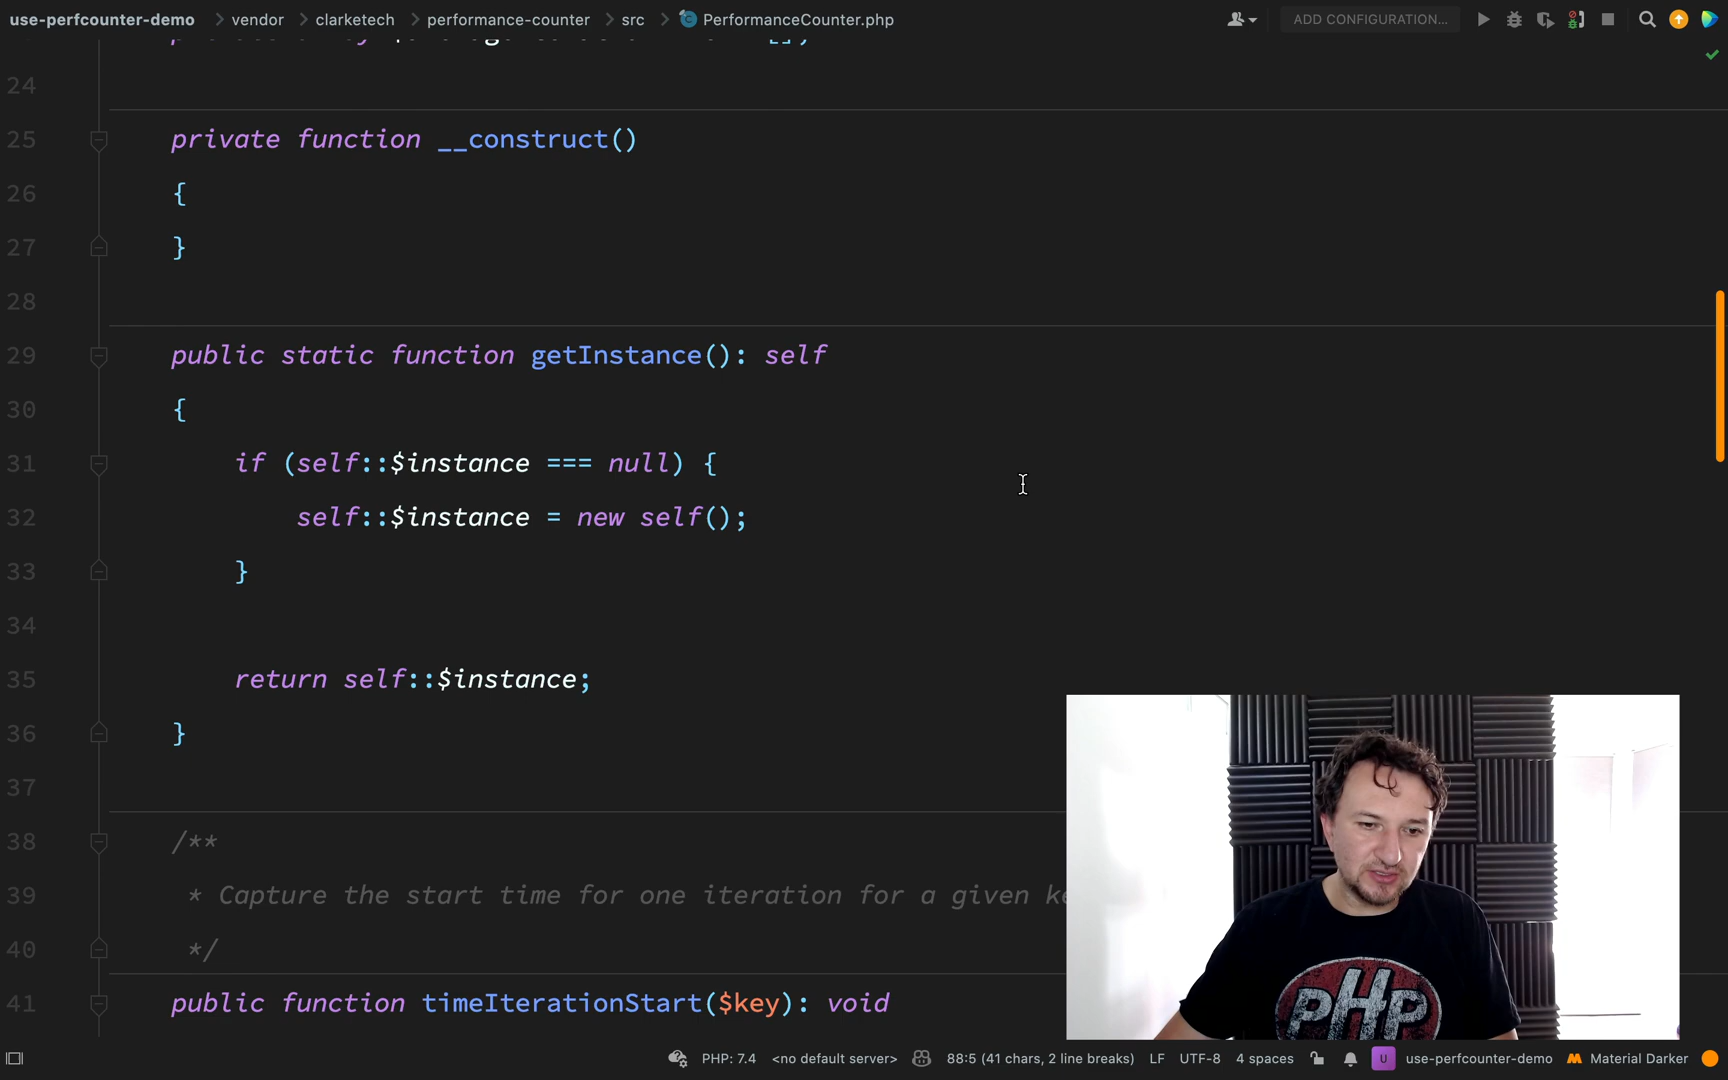 use-perfcounter-demo vendor clarketech performance-counter src PerformanceCounter.php ADD CONFIGURATION...
24
25 private function __construct()
26 {
27 }
28
29 public static function getInstance(): self
30 {
31 if (self::$instance === null) {
32 self::$instance = new self();
33 }
34
35 return self::$instance;
36 }
37
38 /**
39 * Capture the start time for one iteration for a given
40 */
41 public function timeIterationStart($key): void
PHP
PHP: 7.4 <no default server> 88:5 (41 chars, 2 line breaks) LF UTF-8 4 spaces U use-perfcounter-demo Material Darker